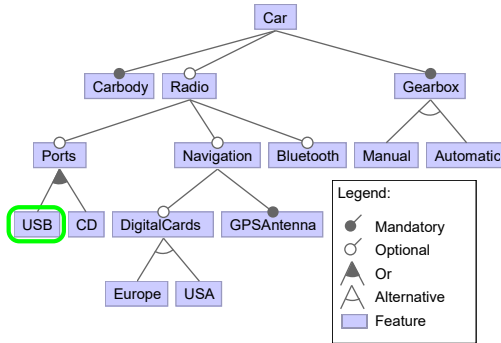 Car
Carbody Radio Gearbox
Ports Navigation Bluetooth Manual Automatic
USB CD DigitalCards GPSAntenna
Europe USA
Legend:
Mandatory
Optional
Or
Alternative
Feature